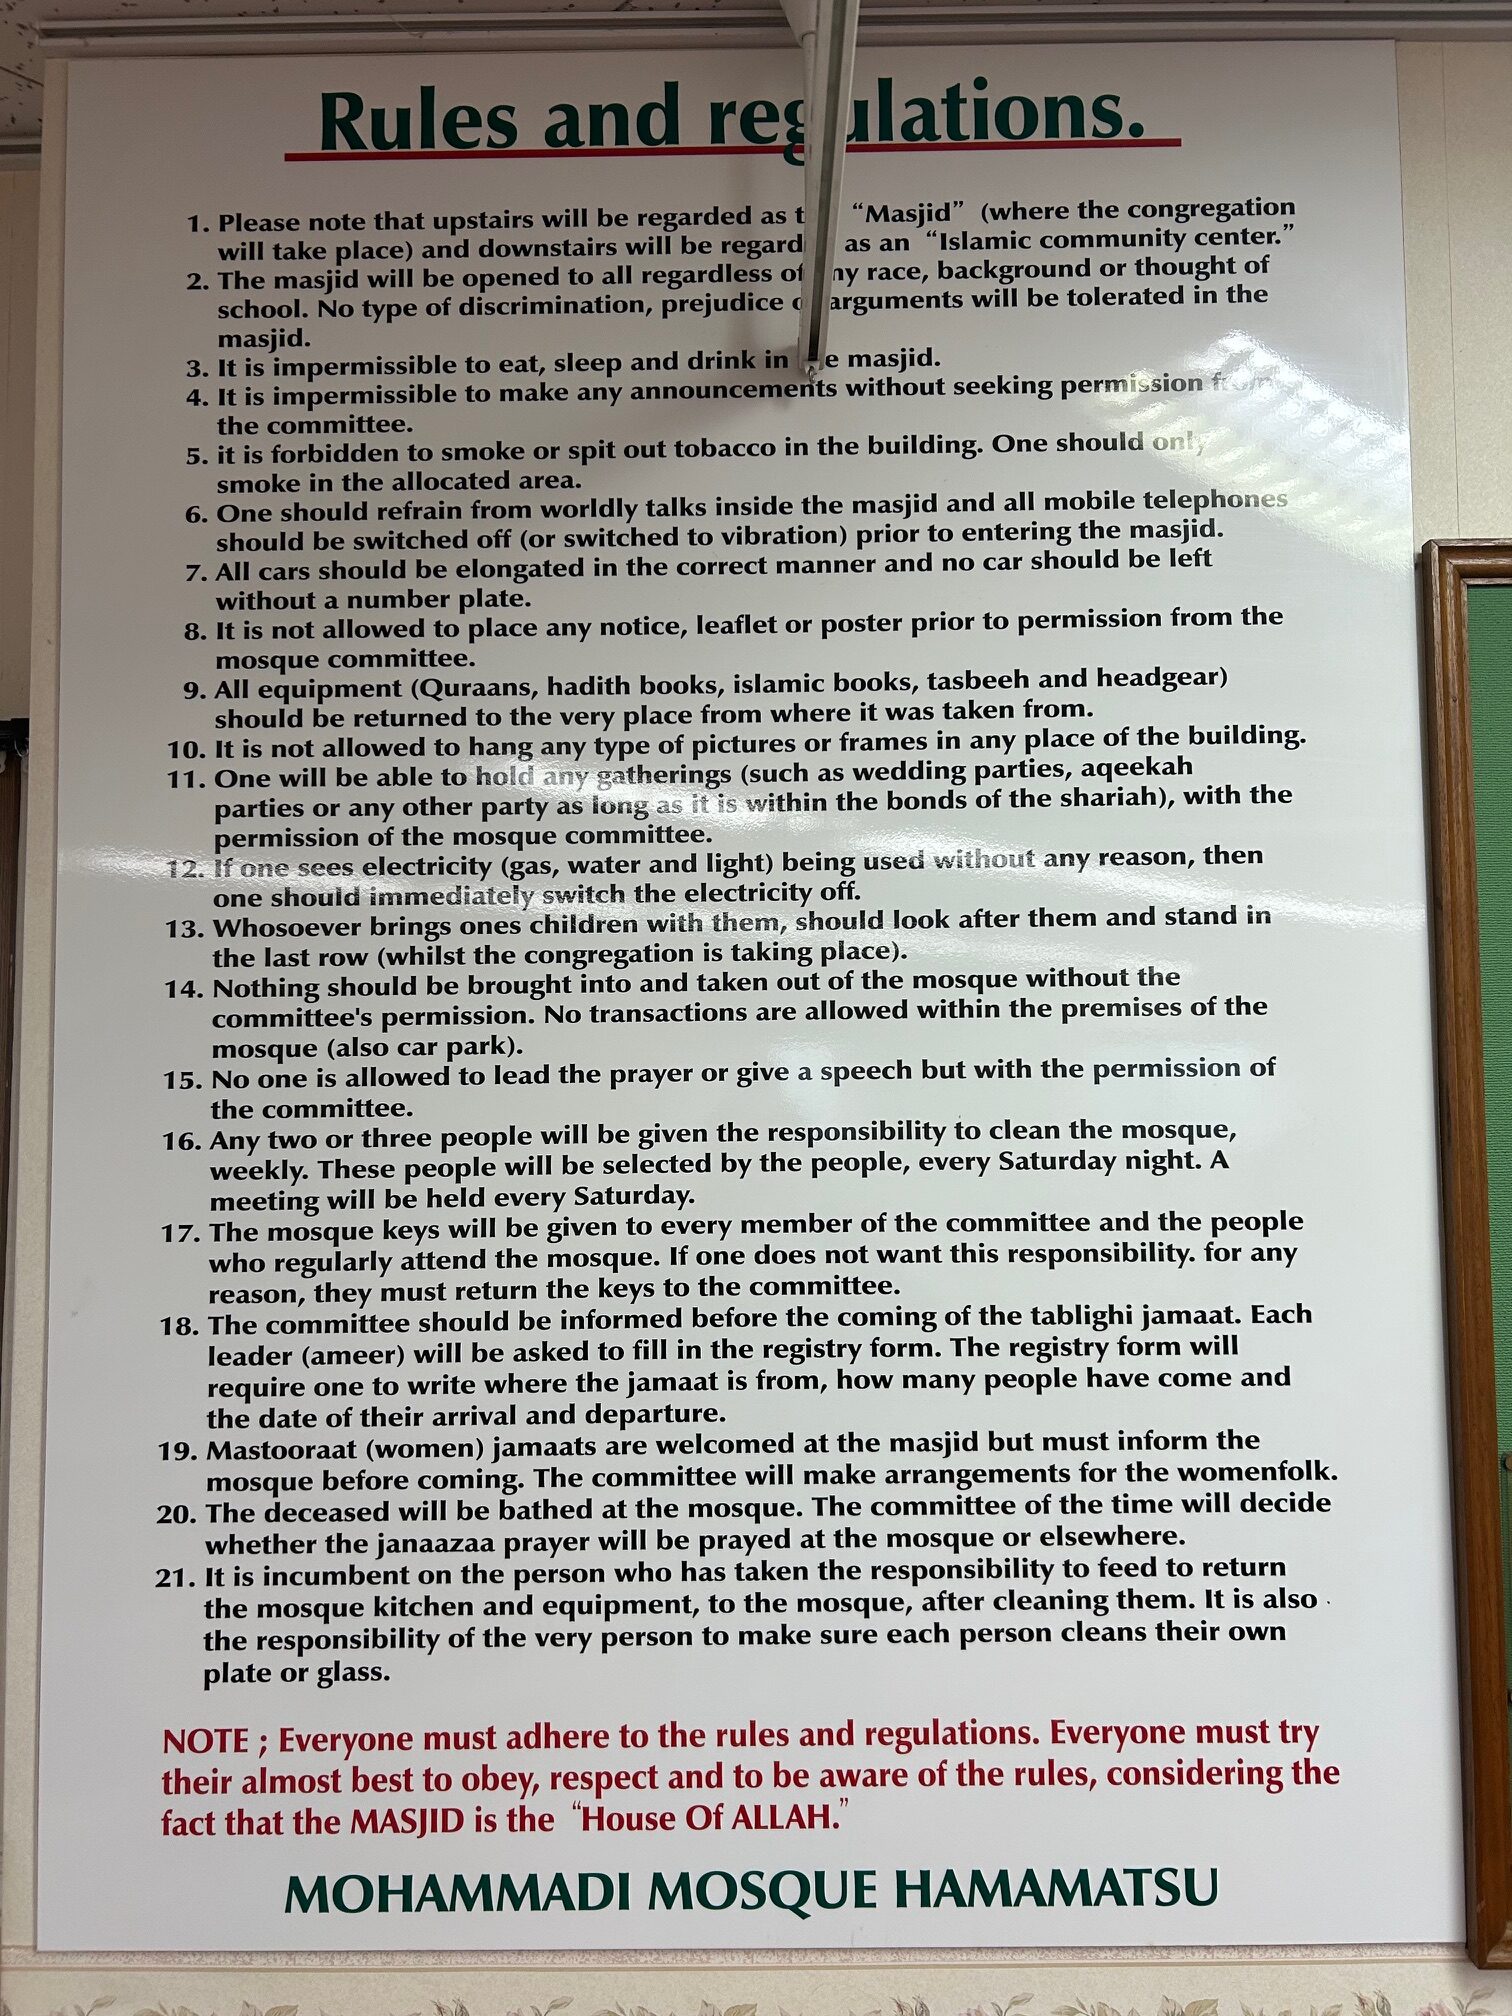 Rules and regulations.
1. Please note that upstairs will be regarded as “Masjid” (where the congregation
will take place) and downstairs will be regarded as an “Islamic community center.”
2. The masjid will be opened to all regardless of any race, background or thought of
school. No type of discrimination, prejudice or arguments will be tolerated in the
masjid.
3. It is impermissible to eat, sleep and drink in the masjid.
4. It is impermissible to make any announcements without seeking permission from
the committee.
5. it is forbidden to smoke or spit out tobacco in the building. One should only
smoke in the allocated area.
6. One should refrain from worldly talks inside the masjid and all mobile telephones
should be switched off (or switched to vibration) prior to entering the masjid.
7. All cars should be elongated in the correct manner and no car should be left
without a number plate.
8. It is not allowed to place any notice, leaflet or poster prior to permission from the
mosque committee.
9. All equipment (Quraans, hadith books, islamic books, tasbeeh and headgear)
should be returned to the very place from where it was taken from.
10. It is not allowed to hang any type of pictures or frames in any place of the building.
11. One will be able to hold any gatherings (such as wedding parties, aqeekah
parties or any other party as long as it is within the bonds of the shariah), with the
permission of the mosque committee.
12. If one sees electricity (gas, water and light) being used without any reason, then
one should immediately switch the electricity off.
13. Whosoever brings ones children with them, should look after them and stand in
the last row (whilst the congregation is taking place).
14. Nothing should be brought into and taken out of the mosque without the
committee's permission. No transactions are allowed within the premises of the
mosque (also car park).
15. No one is allowed to lead the prayer or give a speech but with the permission of
the committee.
16. Any two or three people will be given the responsibility to clean the mosque,
weekly. These people will be selected by the people, every Saturday night. A
meeting will be held every Saturday.
17. The mosque keys will be given to every member of the committee and the people
who regularly attend the mosque. If one does not want this responsibility. for any
reason, they must return the keys to the committee.
18. The committee should be informed before the coming of the tablighi jamaat. Each
leader (ameer) will be asked to fill in the registry form. The registry form will
require one to write where the jamaat is from, how many people have come and
the date of their arrival and departure.
19. Mastooraat (women) jamaats are welcomed at the masjid but must inform the
mosque before coming. The committee will make arrangements for the womenfolk.
20. The deceased will be bathed at the mosque. The committee of the time will decide
whether the janaazaa prayer will be prayed at the mosque or elsewhere.
21. It is incumbent on the person who has taken the responsibility to feed to return
the mosque kitchen and equipment, to the mosque, after cleaning them. It is also
the responsibility of the very person to make sure each person cleans their own
plate or glass.
NOTE ; Everyone must adhere to the rules and regulations. Everyone must try
their almost best to obey, respect and to be aware of the rules, considering the
fact that the MASJID is the “House Of ALLAH.”
MOHAMMADI MOSQUE HAMAMATSU